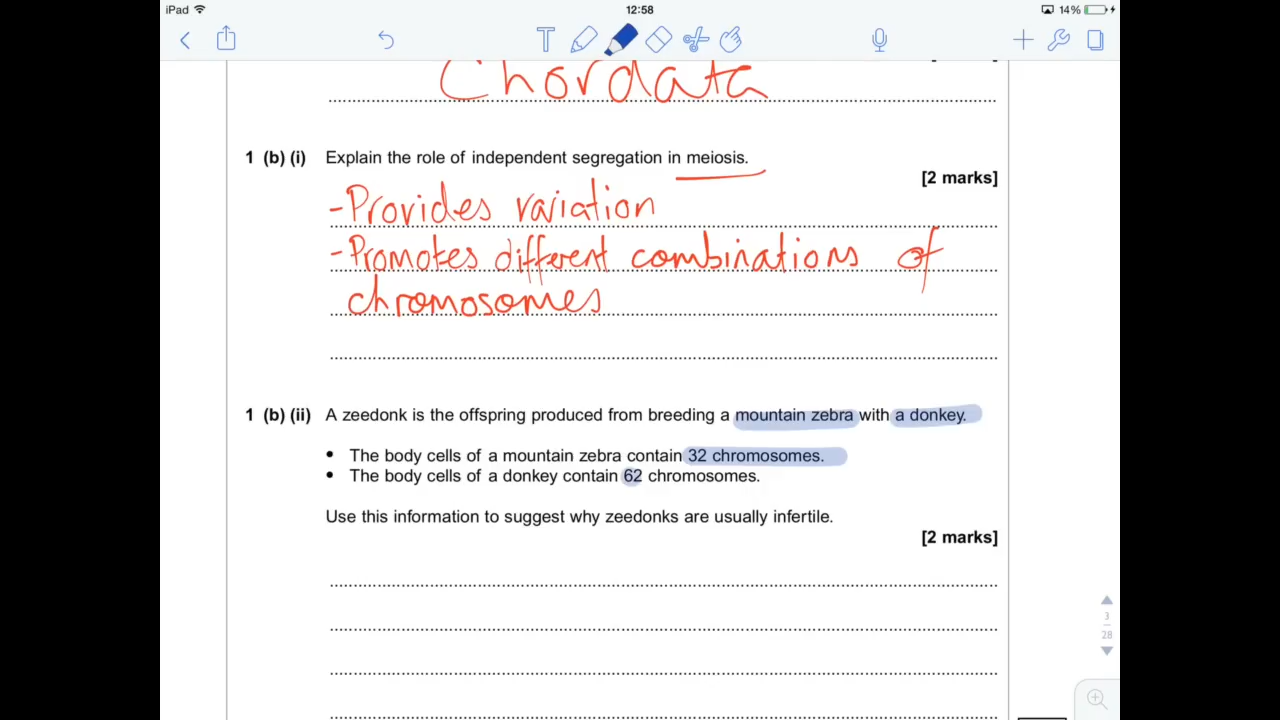 iPad
12:58
14%
Chordata
1 (b) (i) Explain the role of independent segregation in meiosis.
[2 marks]
-Provides variation
-Promotes different combinations of
chromosomes
1 (b) (ii) A zeedonk is the offspring produced from breeding a mountain zebra with a donkey.
• The body cells of a mountain zebra contain 32 chromosomes.
• The body cells of a donkey contain 62 chromosomes.
Use this information to suggest why zeedonks are usually infertile.
[2 marks]
3
28